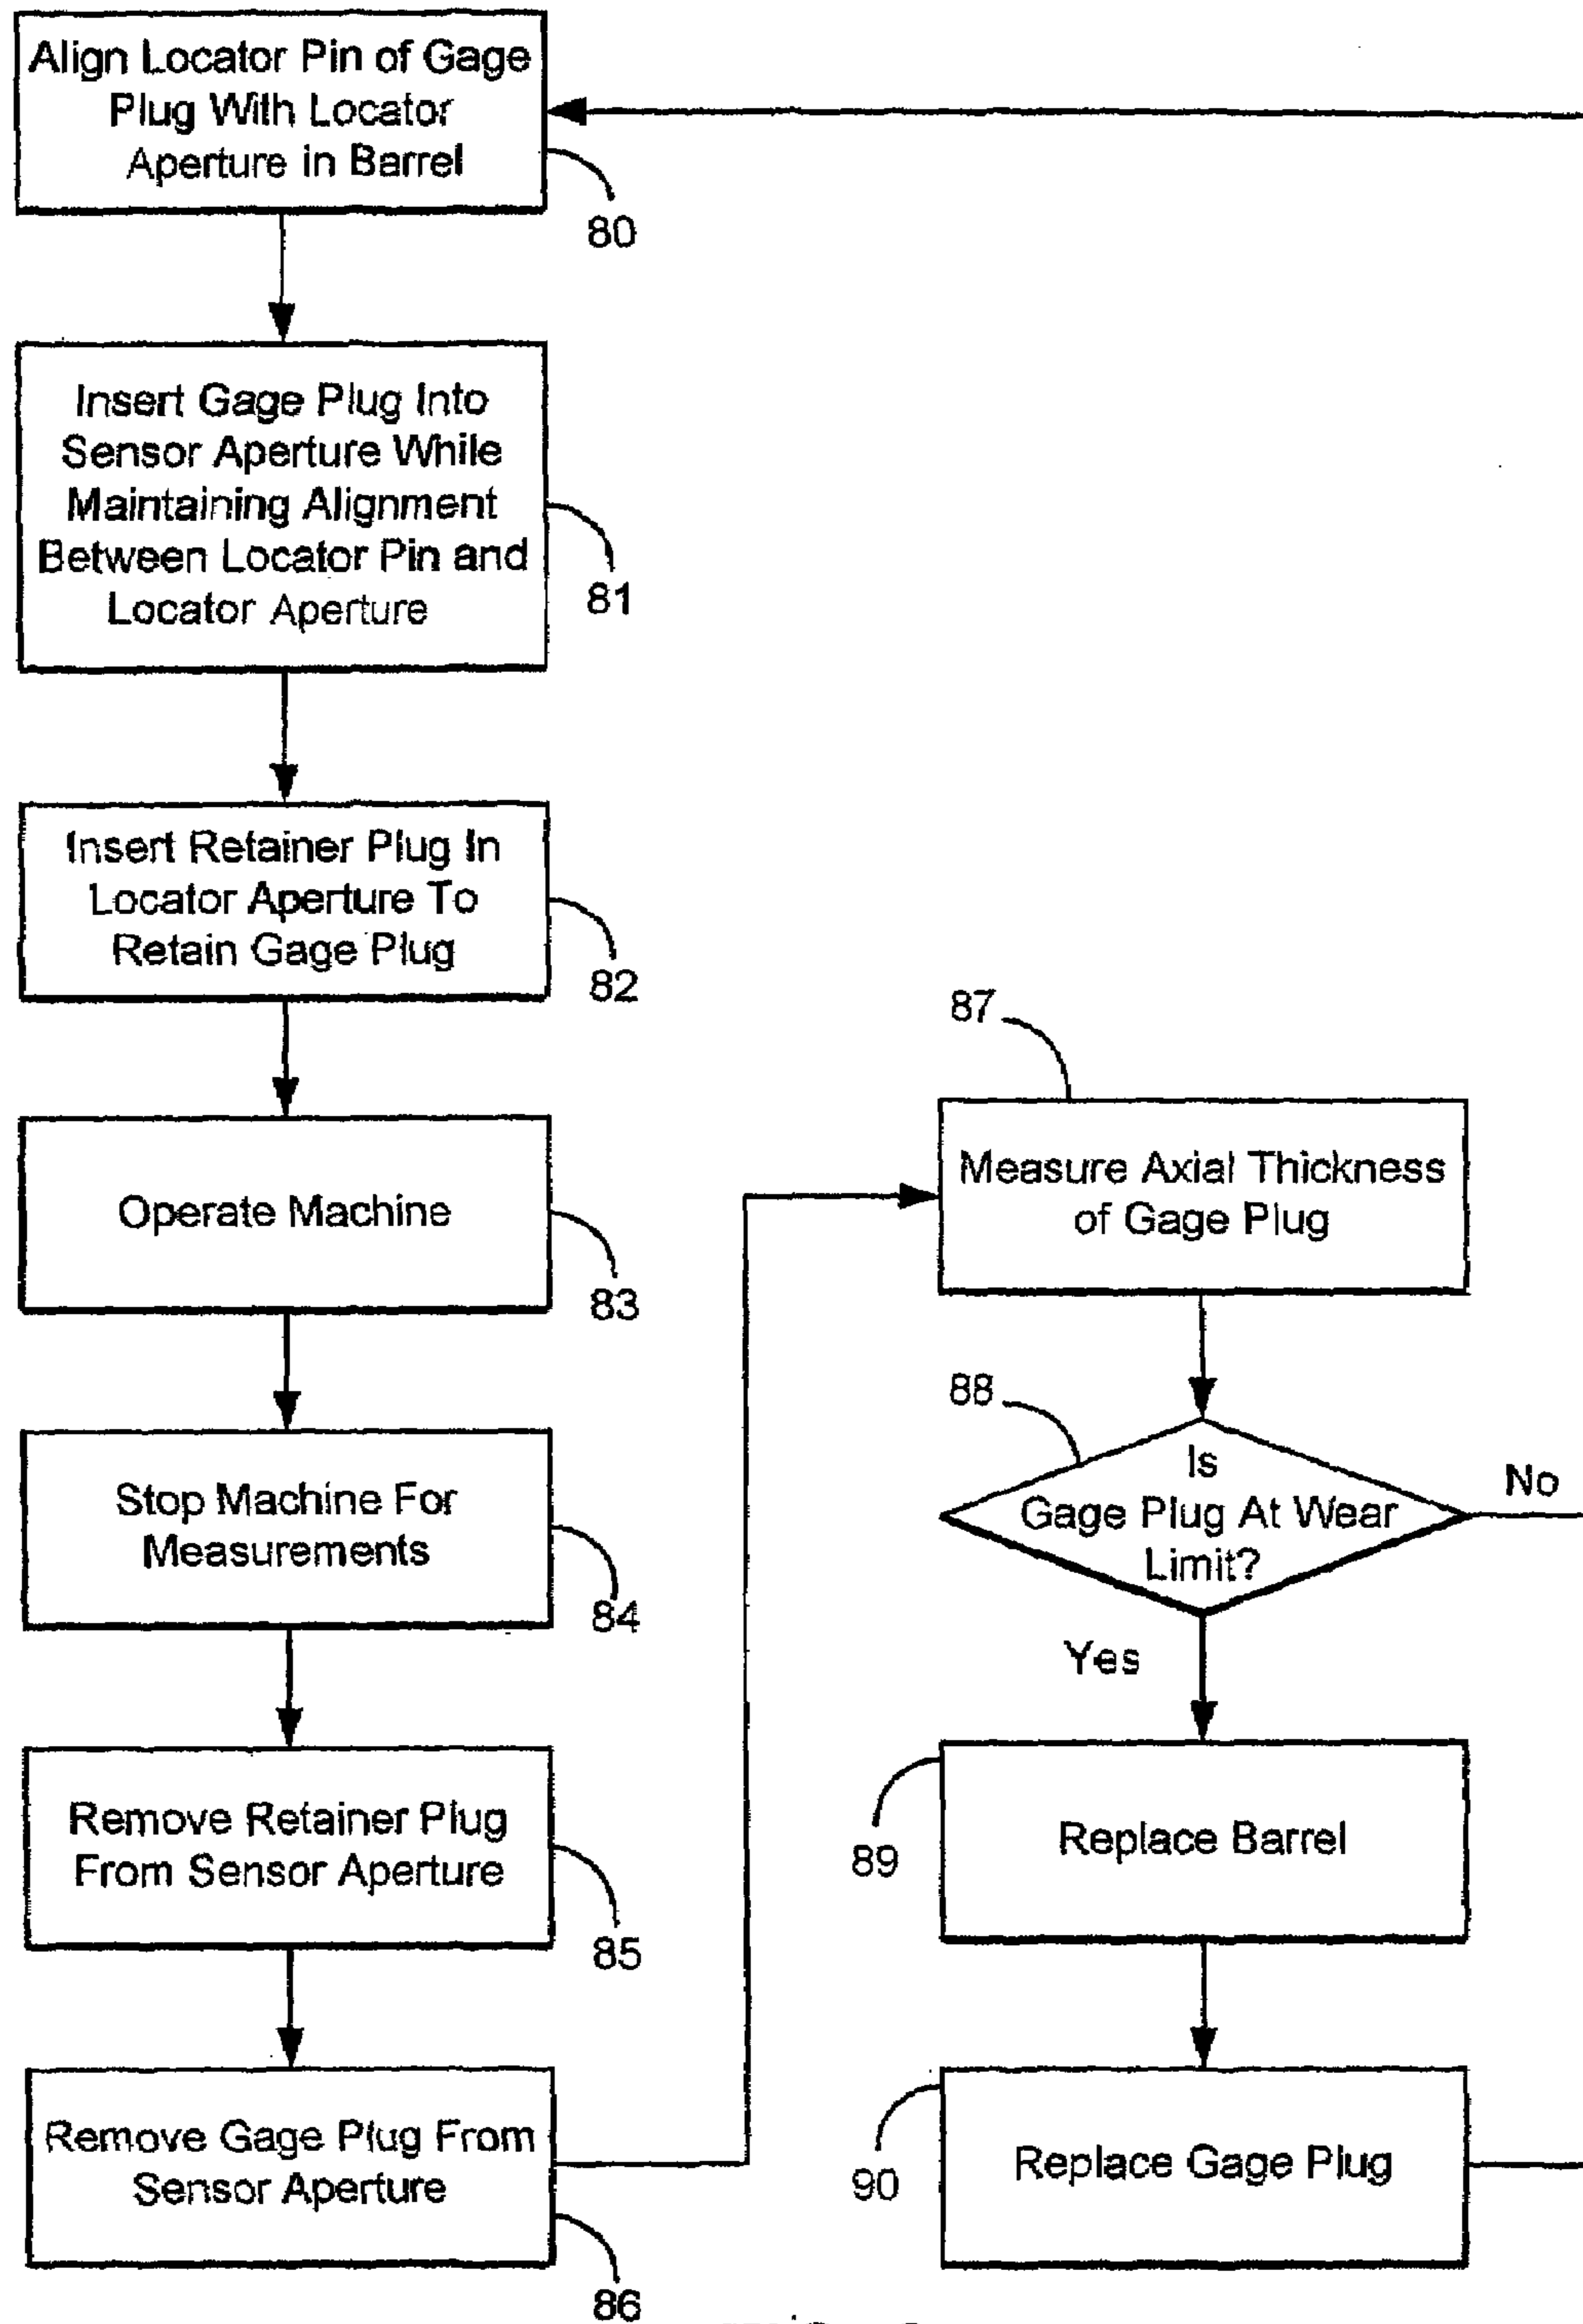 Align Locator Pin of Gage
Plug With Locator
Aperture in Barrel
80
Insert Gage Plug Into
Sensor Aperture While
Maintaining Alignment
Between Locator Pin and
Locator Aperture
81
Insert Retainer Plug In
Locator Aperture To
Retain Gage Plug
82
Operate Machine
83
Stop Machine For
Measurements
84
Remove Retainer Plug
From Sensor Aperture
85
Remove Gage Plug From
Sensor Aperture
86
87
Measure Axial Thickness
of Gage Plug
88
Is
Gage Plug At Wear
Limit?
No
Yes
89
Replace Barrel
90
Replace Gage Plug